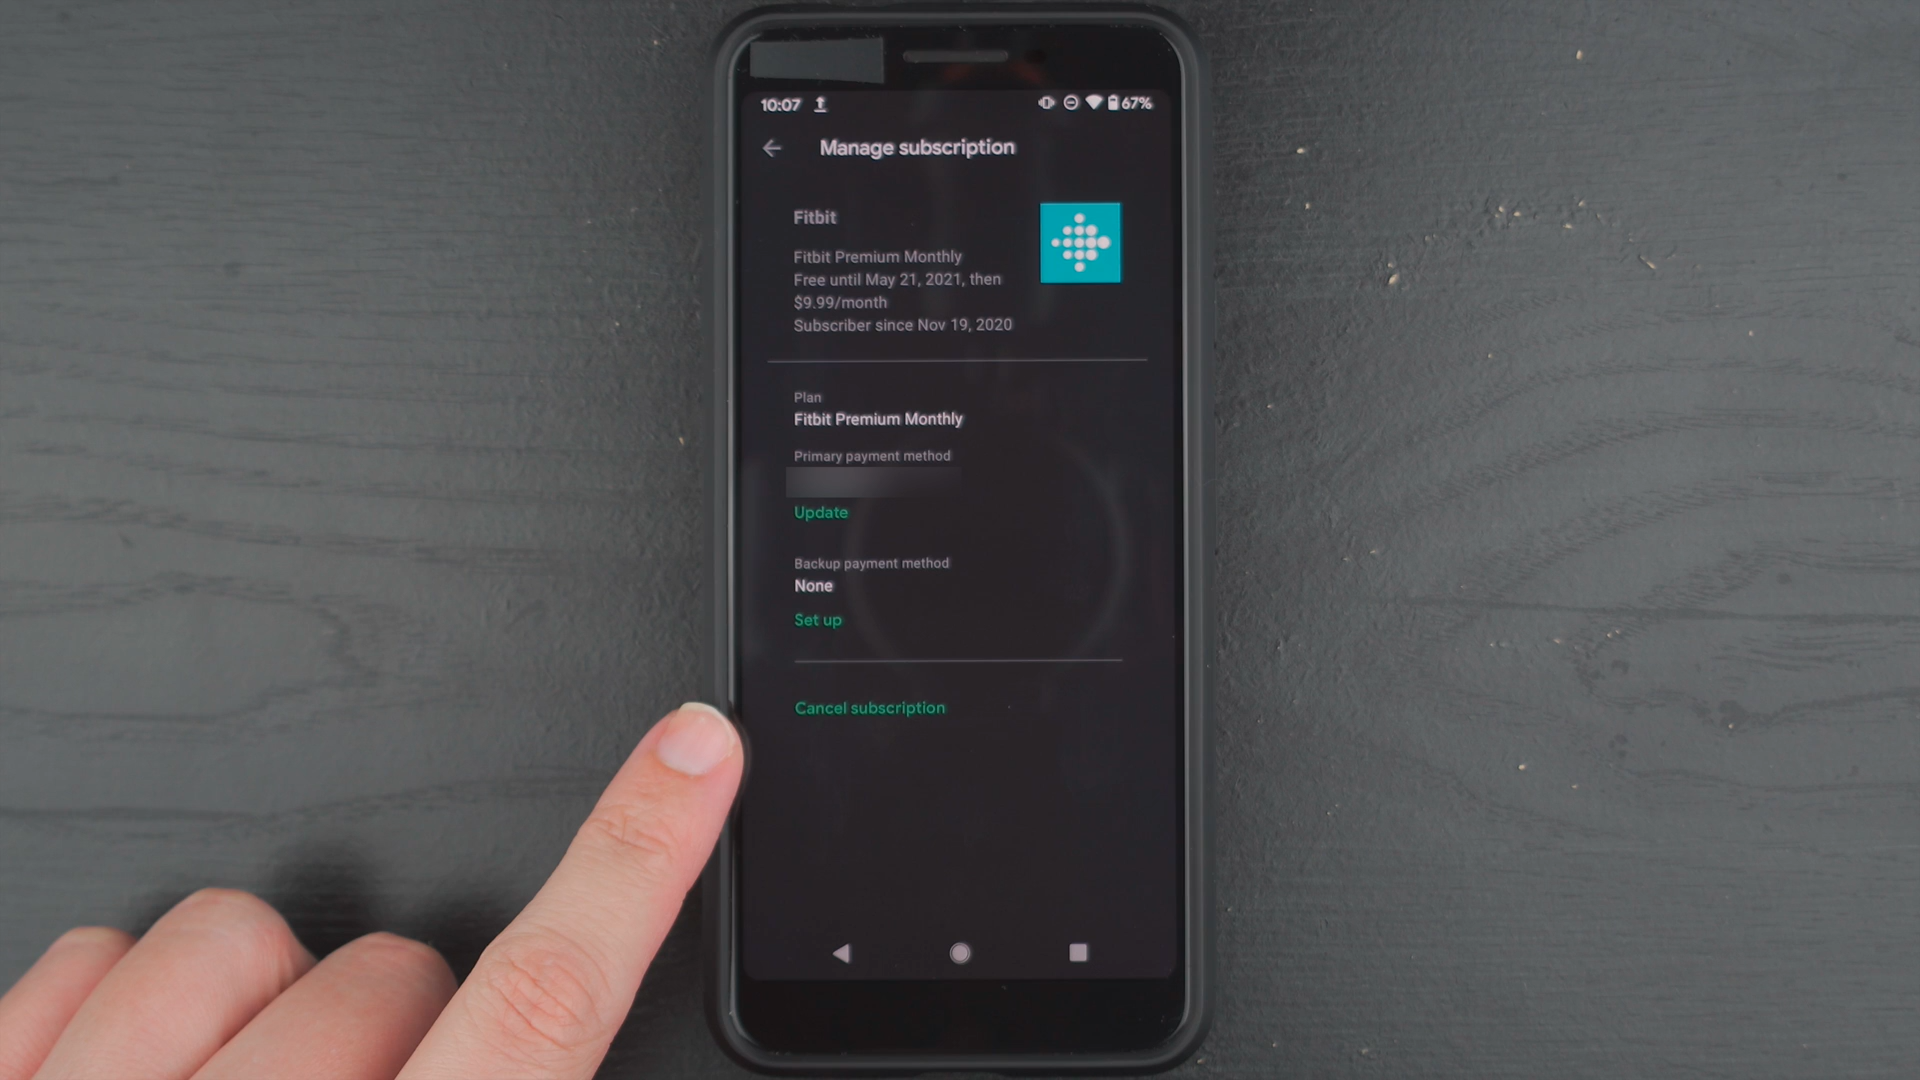 10:07
67%
Manage subscription
Fitbit
Fitbit Premium Monthly
Free until May 21, 2021, then
$9.99/month
Subscriber since Nov 19, 2020
Plan
Fitbit Premium Monthly
Primary payment method
Update
Backup payment method
None
Set up
Cancel subscription